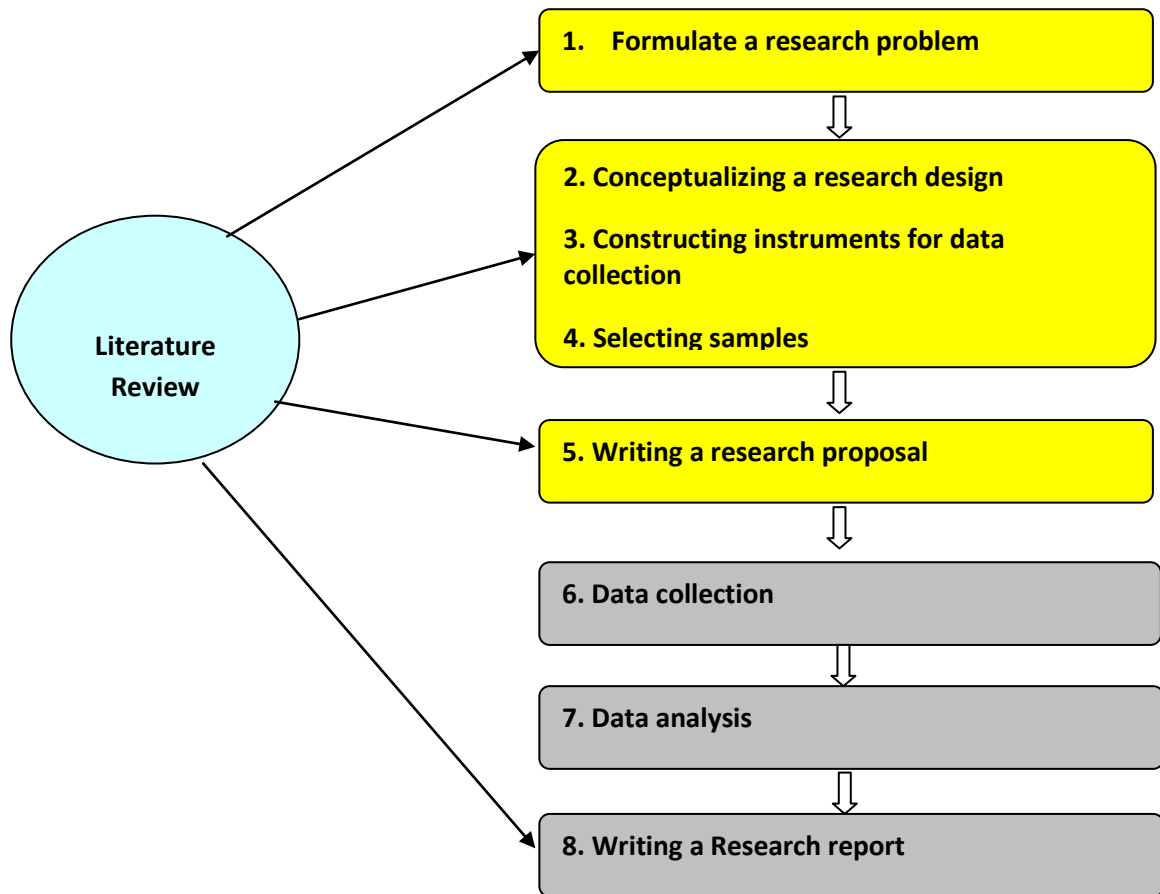 1. Formulate a research problem
2. Conceptualizing a research design
3. Constructing instruments for data
collection
4. Selecting samples
Literature
Review
5. Writing a research proposal
6. Data collection
7. Data analysis
8. Writing a Research report